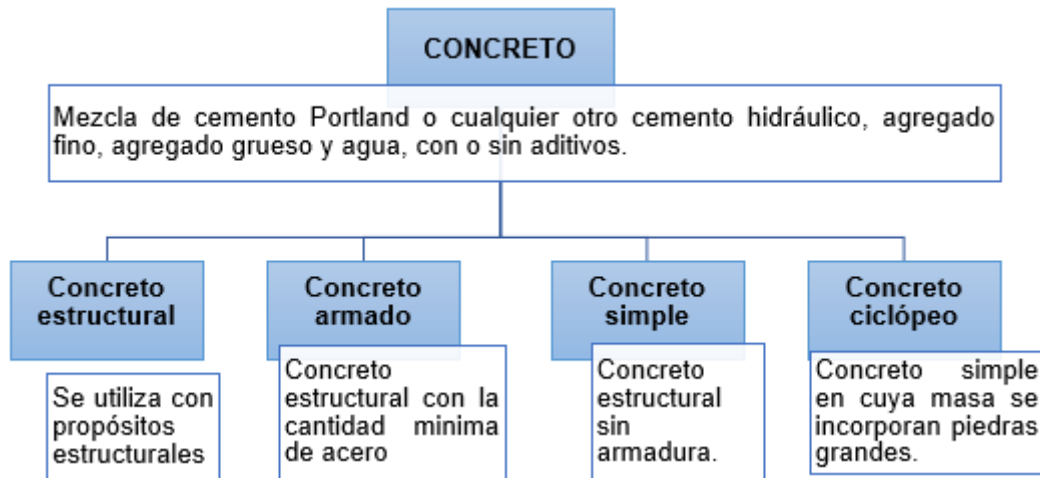 CONCRETO
Mezcla de cemento Portland o cualquier otro cemento hidráulico, agregado
fino, agregado grueso y agua, con o sin aditivos.
Concreto
estructural
Se utiliza con
propósitos
estructurales
Concreto
armado
Concreto
estructural con la
cantidad minima
de acero
Concreto
simple
Concreto
estructural
sin
armadura.
Concreto
ciclópeo
Concreto simple
en cuya masa se
incorporan piedras
grandes.